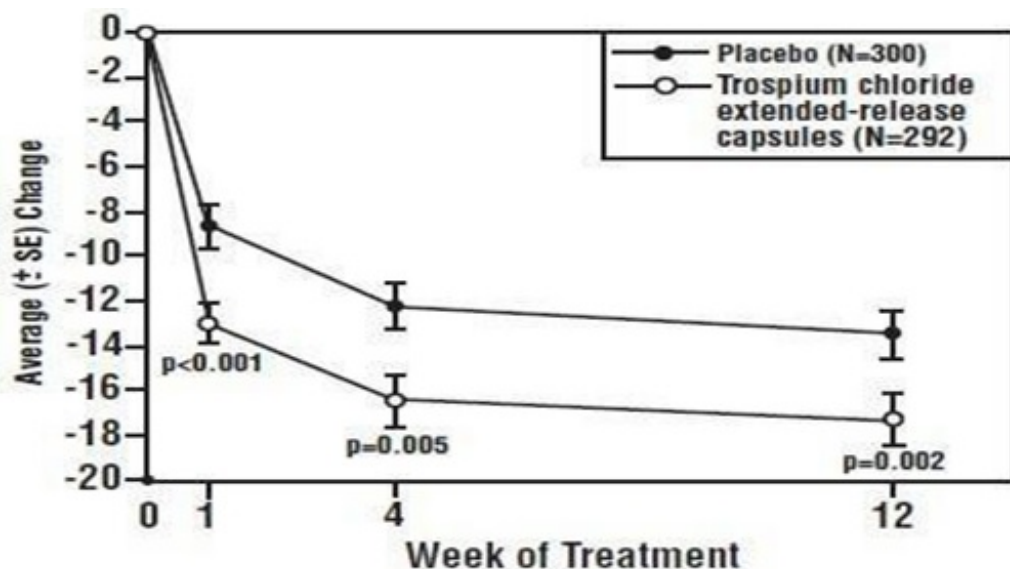 0
-2
-4
-6
-8
-10
-12
-14
-16
-18
-20
Average (± SE) Change
Placebo (N=300)
Trospium chloride
extended-release
capsules (N=292)
p<0.001
p=0.005
p=0.002
0 1 4 12
Week of Treatment